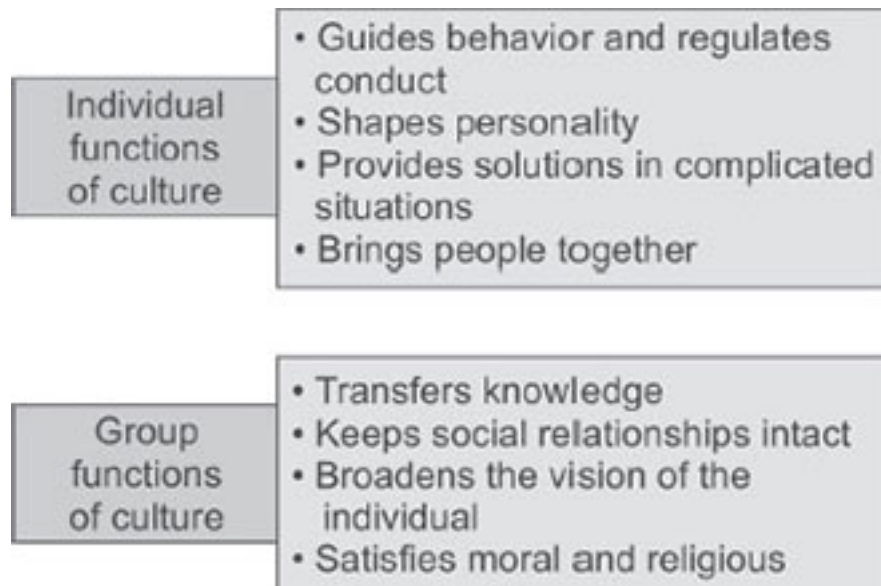 Individual
functions
of culture
• Guides behavior and regulates
conduct
• Shapes personality
• Provides solutions in complicated
situations
• Brings people together
Group
functions
of culture
• Transfers knowledge
• Keeps social relationships intact
• Broadens the vision of the
individual
• Satisfies moral and religious